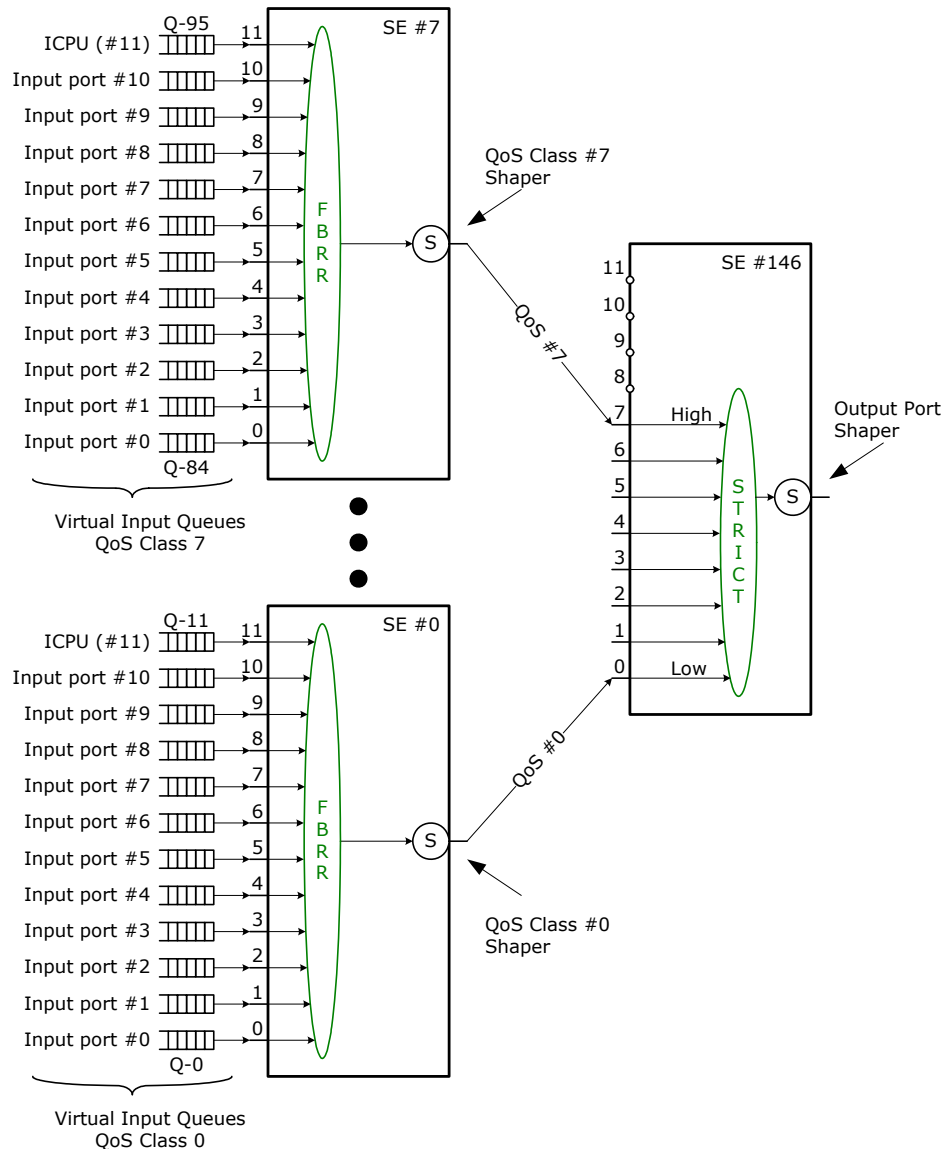 Q-95
SE #7
ICPU (#11) 11
Input port #10 10
Input port #9 9
Input port #8 8
Input port #7 7
Input port #6 6
Input port #5 5
Input port #4 4
Input port #3 3
Input port #2 2
Input port #1 1
Input port #0 0
Q-84
FBRR
S
QoS Class #7
Shaper
Virtual Input Queues
QoS Class 7
QoS #7
SE #146
11
10
9
8
7 High
6
5
4
3
2
1
0 Low
STRICT
S
Output Port
Shaper
Q-11
SE #0
ICPU (#11) 11
Input port #10 10
Input port #9 9
Input port #8 8
Input port #7 7
Input port #6 6
Input port #5 5
Input port #4 4
Input port #3 3
Input port #2 2
Input port #1 1
Input port #0 0
Q-0
FBRR
S
QoS #0
QoS Class #0
Shaper
Virtual Input Queues
QoS Class 0